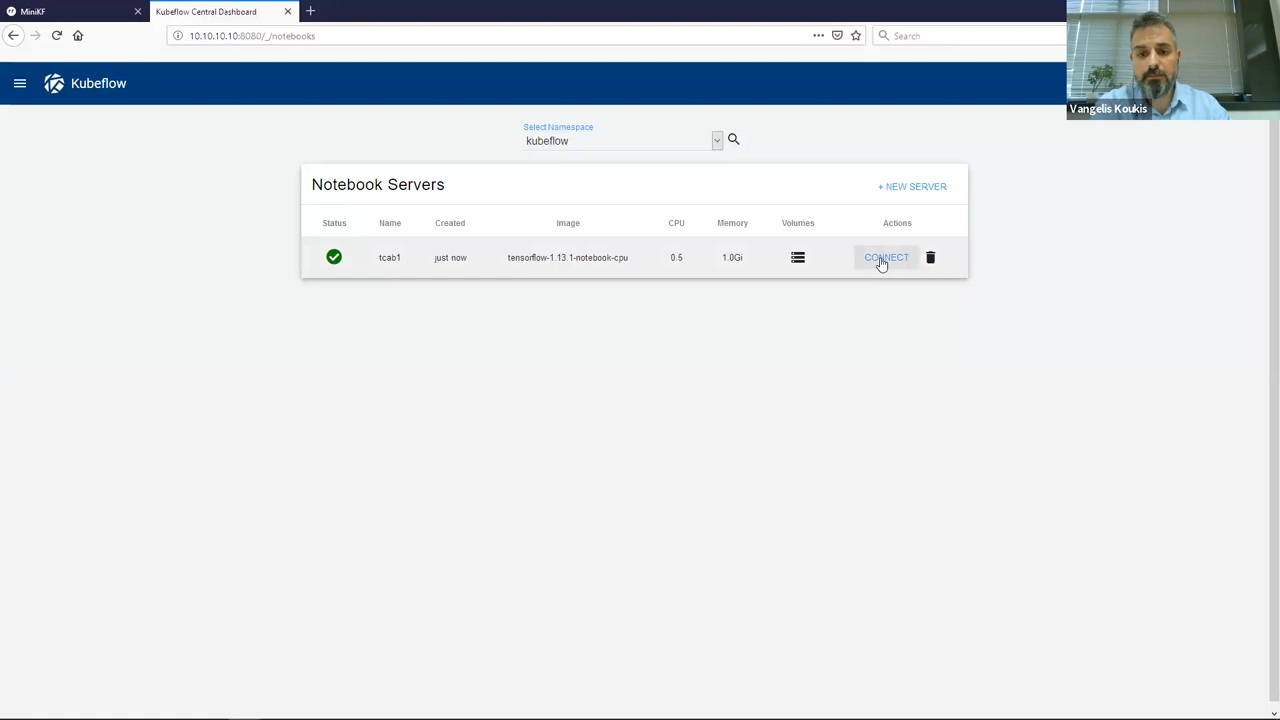 MiniKF
Kubeflow Central Dashboard
10.10.10.10:8080/_/notebooks
Search
Kubeflow
Vangelis Koukis
Select Namespace
kubeflow
Notebook Servers
+ NEW SERVER
Status Name Created Image CPU Memory Volumes Actions
tcab1 just now tensorflow-1.13.1-notebook-cpu 0.5 1.0Gi CONNECT